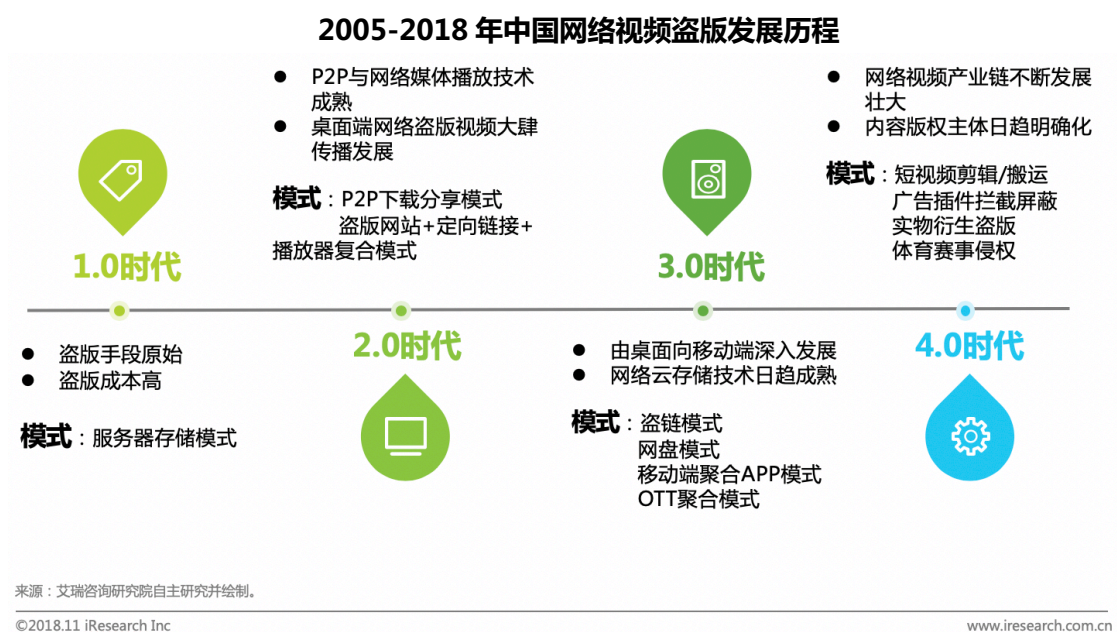 2005-2018 年中国网络视频盗版发展历程
1.0时代
● 盗版手段原始
● 盗版成本高
模式：服务器存储模式
● P2P与网络媒体播放技术
成熟
● 桌面端网络盗版视频大肆
传播发展
模式：P2P下载分享模式
盗版网站+定向链接+
播放器复合模式
2.0时代
3.0时代
● 由桌面向移动端深入发展
● 网络云存储技术日趋成熟
模式：盗链模式
网盘模式
移动端聚合APP模式
OTT聚合模式
● 网络视频产业链不断发展
壮大
● 内容版权主体日趋明确化
模式：短视频剪辑/搬运
广告插件拦截屏蔽
实物衍生盗版
体育赛事侵权
4.0时代
来源：艾瑞咨询研究院自主研究并绘制。
©2018.11 iResearch Inc
www.iresearch.com.cn